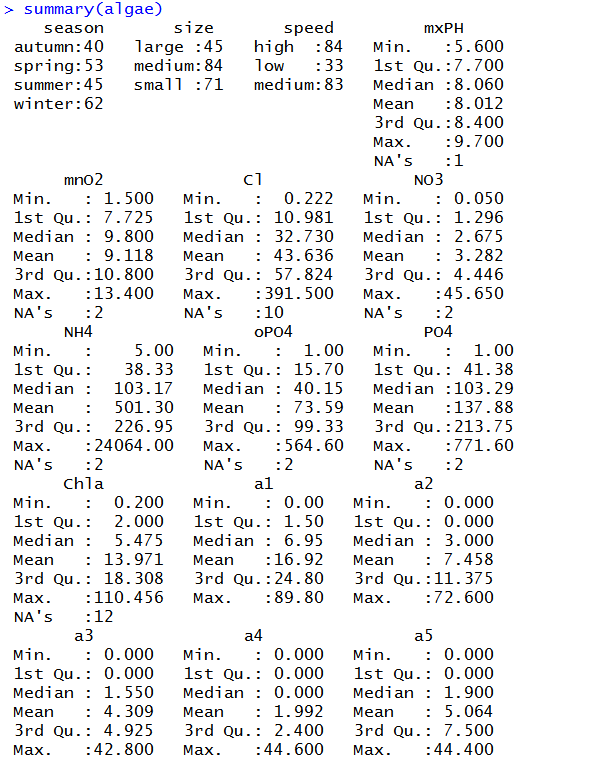 > summary(algae)
    season       size       speed         mxPH
 autumn:40   large :45   high  :84   Min.   :5.600
 spring:53   medium:84   low   :33   1st Qu.:7.700
 summer:45   small :71   medium:83   Median :8.060
 winter:62                           Mean   :8.012
                                     3rd Qu.:8.400
                                     Max.   :9.700
                                     NA's   :1
      mnO2              Cl               NO3
 Min.   : 1.500   Min.   :  0.222   Min.   : 0.050
 1st Qu.: 7.725   1st Qu.: 10.981   1st Qu.: 1.296
 Median : 9.800   Median : 32.730   Median : 2.675
 Mean   : 9.118   Mean   : 43.636   Mean   : 3.282
 3rd Qu.:10.800   3rd Qu.: 57.824   3rd Qu.: 4.446
 Max.   :13.400   Max.   :391.500   Max.   :45.650
 NA's   :2        NA's   :10        NA's   :2
      NH4                oPO4             PO4
 Min.   :    5.00   Min.   :  1.00   Min.   :  1.00
 1st Qu.:   38.33   1st Qu.: 15.70   1st Qu.: 41.38
 Median :  103.17   Median : 40.15   Median :103.29
 Mean   :  501.30   Mean   : 73.59   Mean   :137.88
 3rd Qu.:  226.95   3rd Qu.: 99.33   3rd Qu.:213.75
 Max.   :24064.00   Max.   :564.60   Max.   :771.60
 NA's   :2          NA's   :2        NA's   :2
      Chla               a1              a2
 Min.   :  0.200   Min.   : 0.00   Min.   : 0.000
 1st Qu.:  2.000   1st Qu.: 1.50   1st Qu.: 0.000
 Median :  5.475   Median : 6.95   Median : 3.000
 Mean   : 13.971   Mean   :16.92   Mean   : 7.458
 3rd Qu.: 18.308   3rd Qu.:24.80   3rd Qu.:11.375
 Max.   :110.456   Max.   :89.80   Max.   :72.600
 NA's   :12
       a3               a4               a5
 Min.   : 0.000   Min.   : 0.000   Min.   : 0.000
 1st Qu.: 0.000   1st Qu.: 0.000   1st Qu.: 0.000
 Median : 1.550   Median : 0.000   Median : 1.900
 Mean   : 4.309   Mean   : 1.992   Mean   : 5.064
 3rd Qu.: 4.925   3rd Qu.: 2.400   3rd Qu.: 7.500
 Max.   :42.800   Max.   :44.600   Max.   :44.400